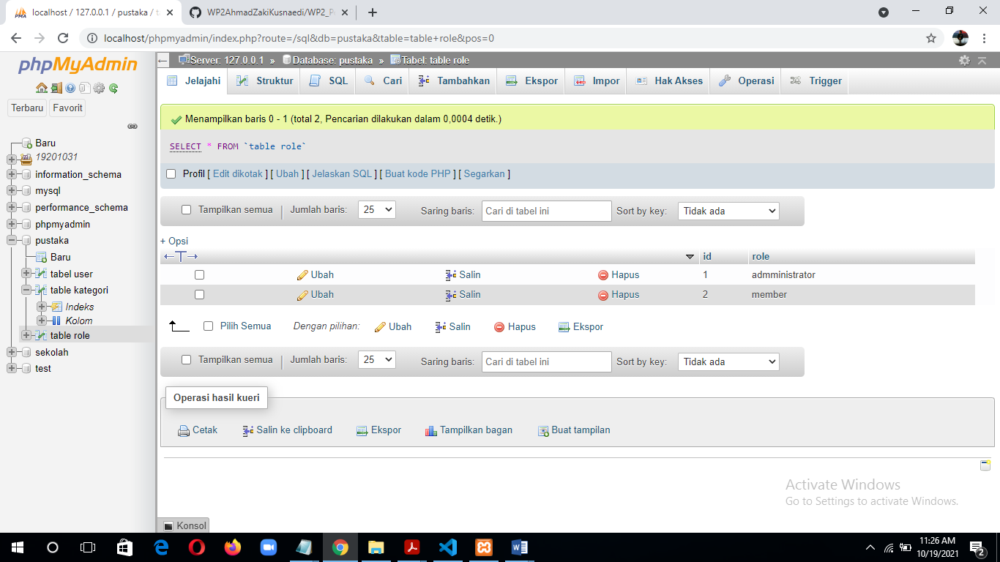 localhost / 127.0.0.1 / pustaka / t
WP2AhmadZakiKusnaedi/WP2_P
localhost/phpmyadmin/index.php?route=/sql&db=pustaka&table=table+role&pos=0
phpMyAdmin
Terbaru Favorit
Baru
19201031
information_schema
mysql
performance_schema
phpmyadmin
pustaka
Baru
tabel user
table kategori
Indeks
Kolom
table role
sekolah
test
Server: 127.0.0.1 » Database: pustaka » Tabel: table role
Jelajahi Struktur SQL Cari Tambahkan Ekspor Impor Hak Akses Operasi Trigger
Menampilkan baris 0 - 1 (total 2, Pencarian dilakukan dalam 0,0004 detik.)
SELECT * FROM `table role`
Profil [ Edit dikotak ] [ Ubah ] [ Jelaskan SQL ] [ Buat kode PHP ] [ Segarkan ]
Tampilkan semua | Jumlah baris: 25 Saring baris: Cari di tabel ini Sort by key: Tidak ada
+ Opsi
←T→ id role
Ubah Salin Hapus 1 admministrator
Ubah Salin Hapus 2 member
Pilih Semua Dengan pilihan: Ubah Salin Hapus Ekspor
Tampilkan semua | Jumlah baris: 25 Saring baris: Cari di tabel ini Sort by key: Tidak ada
Operasi hasil kueri
Cetak Salin ke clipboard Ekspor Tampilkan bagan Buat tampilan
Activate Windows
Go to Settings to activate Windows.
Konsol
11:26 AM
10/19/2021
2